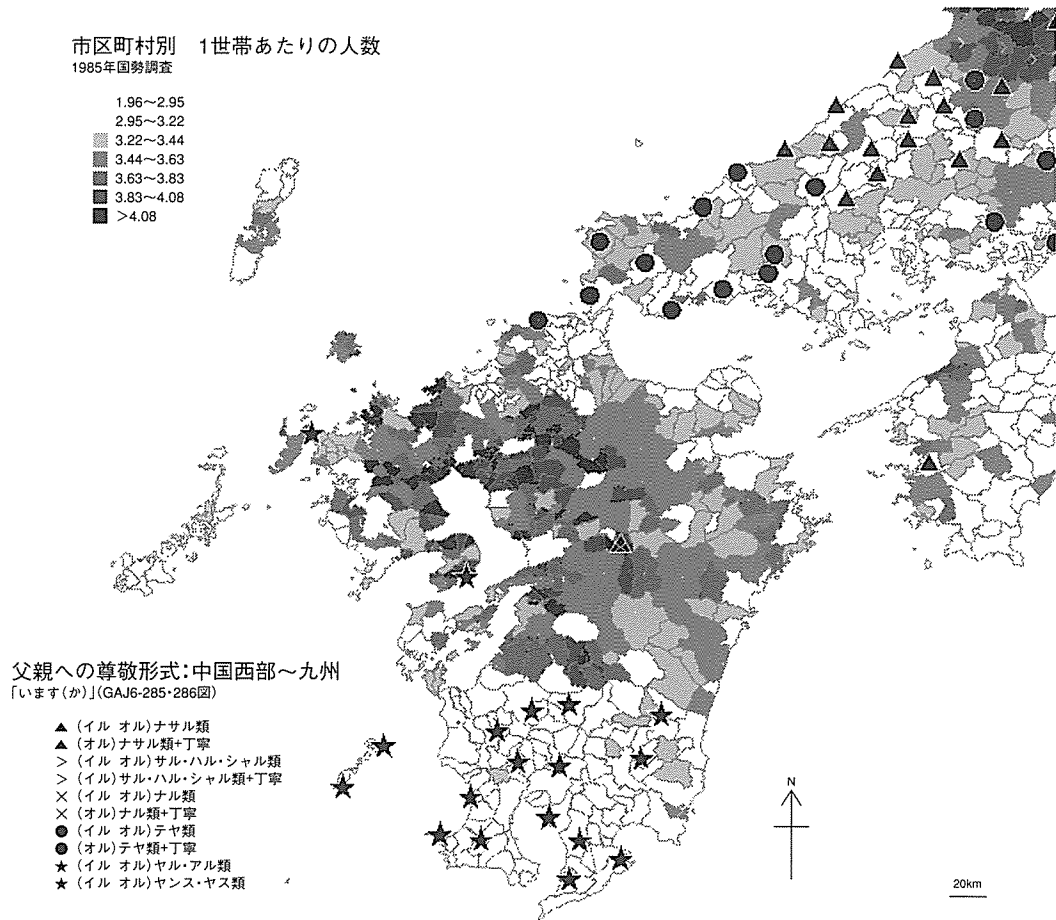 市区町村別 1世帯あたりの人数
1985年国勢調査
1.96～2.95
2.95～3.22
3.22～3.44
3.44～3.63
3.63～3.83
3.83～4.08
＞4.08
父親への尊敬形式:中国西部～九州
「います(か)」(GAJ6-285・286図)
▲ (イル オル)ナサル類
▲ (オル)ナサル類+丁寧
＞ (イル オル)サル・ハル・シャル類
＞ (イル オル)サル・ハル・シャル類+丁寧
× (イル オル)ナル類
× (オル)ナル類+丁寧
● (イル オル)テヤ類
● (オル)テヤ類+丁寧
★ (イル オル)ヤル・アル類
★ (イル オル)ヤンス・ヤス類
N
20km